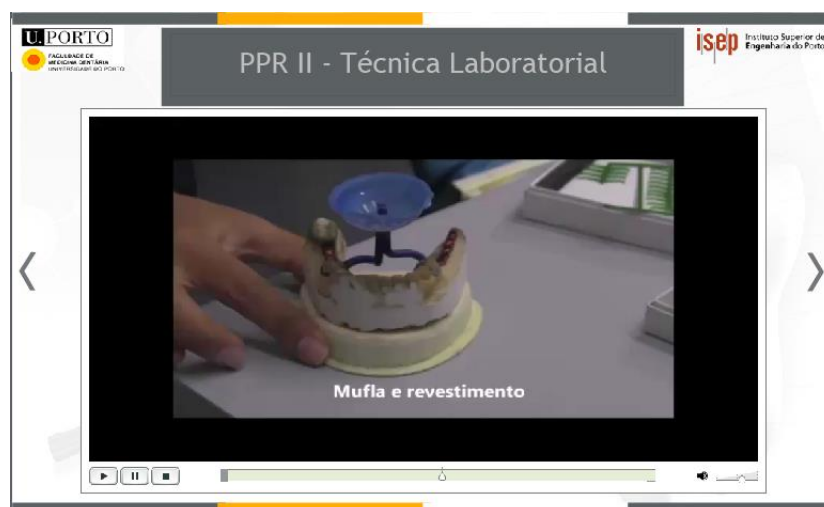 U.PORTO
FACULDADE DE
MEDICINA DENTÁRIA
UNIVERSIDADE DO PORTO
PPR II - Técnica Laboratorial
isep
Instituto Superior de
Engenharia do Porto
Mufla e revestimento